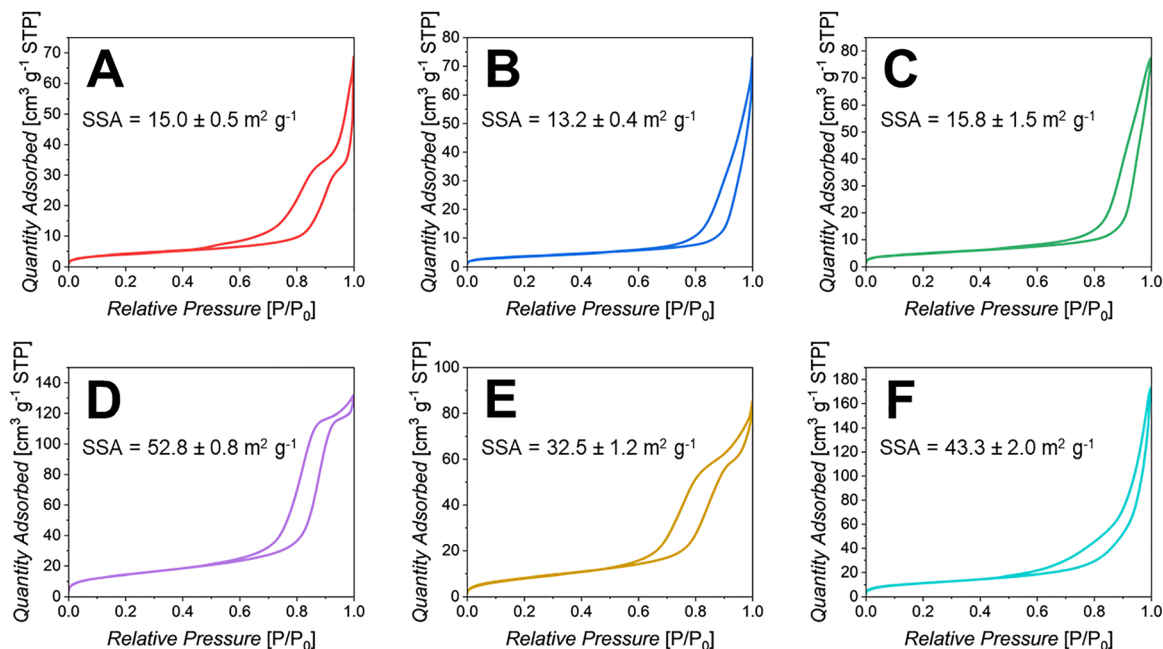 A
SSA = 15.0 ± 0.5 m² g⁻¹
Quantity Adsorbed [cm³ g⁻¹ STP]
70
60
50
40
30
20
10
0
0.0 0.2 0.4 0.6 0.8 1.0
Relative Pressure [P/P₀]
B
SSA = 13.2 ± 0.4 m² g⁻¹
Quantity Adsorbed [cm³ g⁻¹ STP]
80
70
60
50
40
30
20
10
0
0.0 0.2 0.4 0.6 0.8 1.0
Relative Pressure [P/P₀]
C
SSA = 15.8 ± 1.5 m² g⁻¹
Quantity Adsorbed [cm³ g⁻¹ STP]
80
70
60
50
40
30
20
10
0
0.0 0.2 0.4 0.6 0.8 1.0
Relative Pressure [P/P₀]
D
SSA = 52.8 ± 0.8 m² g⁻¹
Quantity Adsorbed [cm³ g⁻¹ STP]
140
120
100
80
60
40
20
0
0.0 0.2 0.4 0.6 0.8 1.0
Relative Pressure [P/P₀]
E
SSA = 32.5 ± 1.2 m² g⁻¹
Quantity Adsorbed [cm³ g⁻¹ STP]
100
80
60
40
20
0
0.0 0.2 0.4 0.6 0.8 1.0
Relative Pressure [P/P₀]
F
SSA = 43.3 ± 2.0 m² g⁻¹
Quantity Adsorbed [cm³ g⁻¹ STP]
180
160
140
120
100
80
60
40
20
0
0.0 0.2 0.4 0.6 0.8 1.0
Relative Pressure [P/P₀]